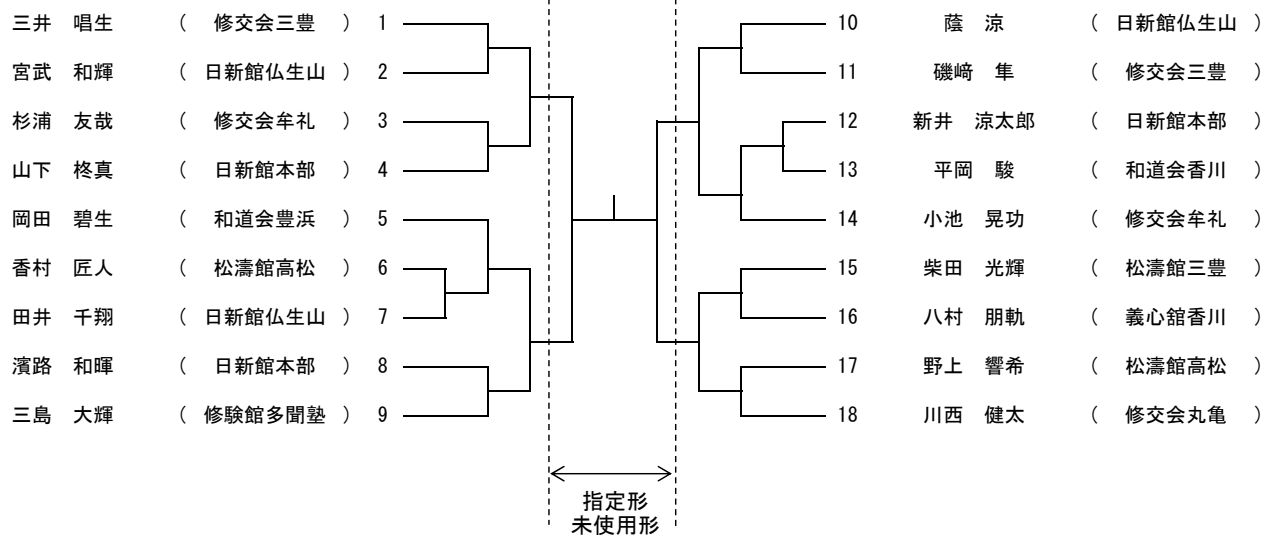 三井 唱生 ( 修交会三豊 ) 1 10 蔭 涼 ( 日新館仏生山 )
宮武 和輝 ( 日新館仏生山 ) 2 11 磯﨑 隼 ( 修交会三豊 )
杉浦 友哉 ( 修交会牟礼 ) 3 12 新井 涼太郎 ( 日新館本部 )
山下 柊真 ( 日新館本部 ) 4 13 平岡 駿 ( 和道会香川 )
岡田 碧生 ( 和道会豊浜 ) 5 14 小池 晃功 ( 修交会牟礼 )
香村 匠人 ( 松濤館高松 ) 6 15 柴田 光輝 ( 松濤館三豊 )
田井 千翔 ( 日新館仏生山 ) 7 16 八村 朋軌 ( 義心舘香川 )
濱路 和暉 ( 日新館本部 ) 8 17 野上 響希 ( 松濤館高松 )
三島 大輝 ( 修験館多聞塾 ) 9 18 川西 健太 ( 修交会丸亀 )
指定形
未使用形